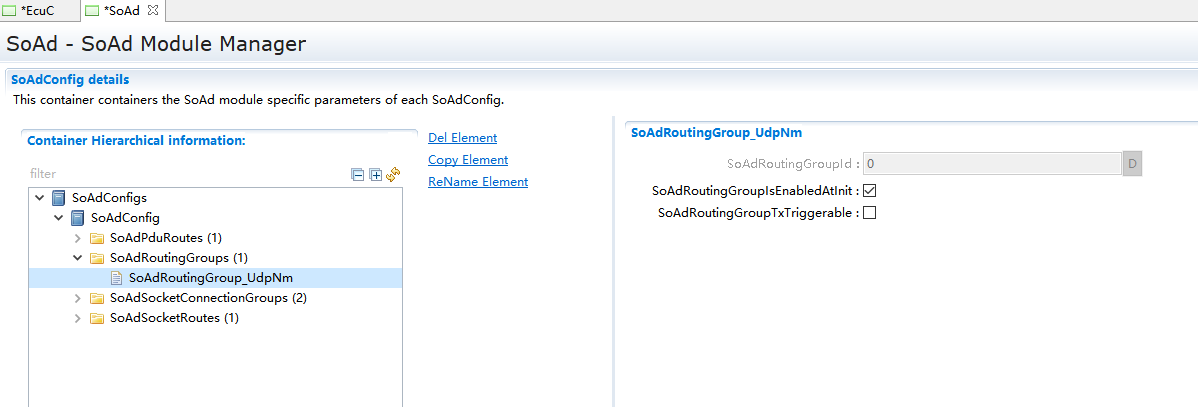 *EcuC
*SoAd
SoAd - SoAd Module Manager
SoAdConfig details
This container containers the SoAd module specific parameters of each SoAdConfig.
Container Hierarchical information:
filter
SoAdConfigs
SoAdConfig
SoAdPduRoutes (1)
SoAdRoutingGroups (1)
SoAdRoutingGroup_UdpNm
SoAdSocketConnectionGroups (2)
SoAdSocketRoutes (1)
Del Element
Copy Element
ReName Element
SoAdRoutingGroup_UdpNm
SoAdRoutingGroupId : 0 D
SoAdRoutingGroupIsEnabledAtInit :
SoAdRoutingGroupTxTriggerable :